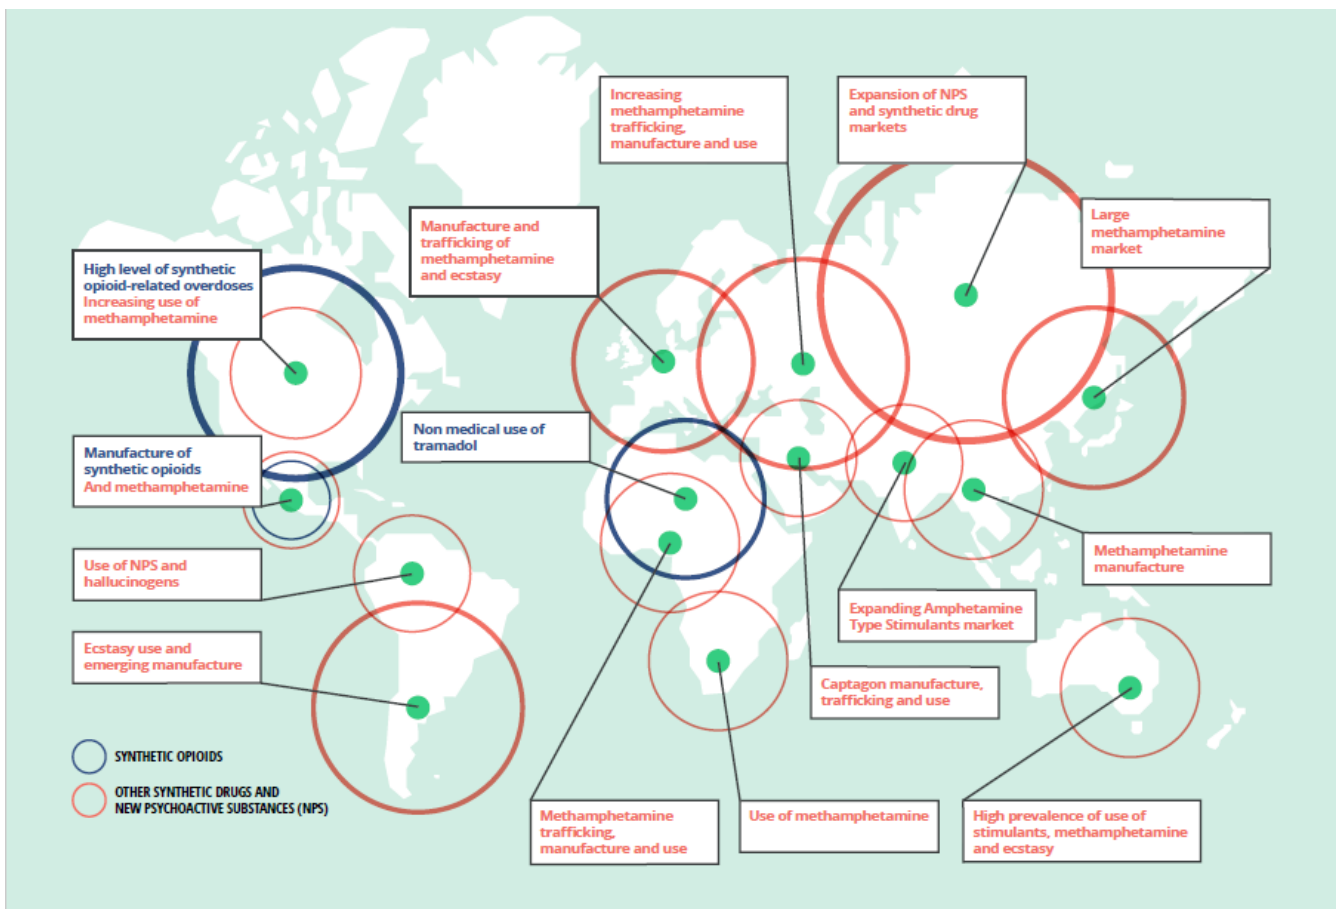 Increasing
methamphetamine
trafficking,
manufacture and use
Expansion of NPS
and synthetic drug
markets
Manufacture and
trafficking of
methamphetamine
and ecstasy
Large
methamphetamine
market
High level of synthetic
opioid-related overdoses
Increasing use of
methamphetamine
Non medical use of
tramadol
Manufacture of
synthetic opioids
And methamphetamine
Methamphetamine
manufacture
Use of NPS and
hallucinogens
Expanding Amphetamine
Type Stimulants market
Ecstasy use and
emerging manufacture
Captagon manufacture,
trafficking and use
SYNTHETIC OPIOIDS
OTHER SYNTHETIC DRUGS AND
NEW PSYCHOACTIVE SUBSTANCES (NPS)
Methamphetamine
trafficking,
manufacture and use
Use of methamphetamine
High prevalence of use of
stimulants, methamphetamine
and ecstasy